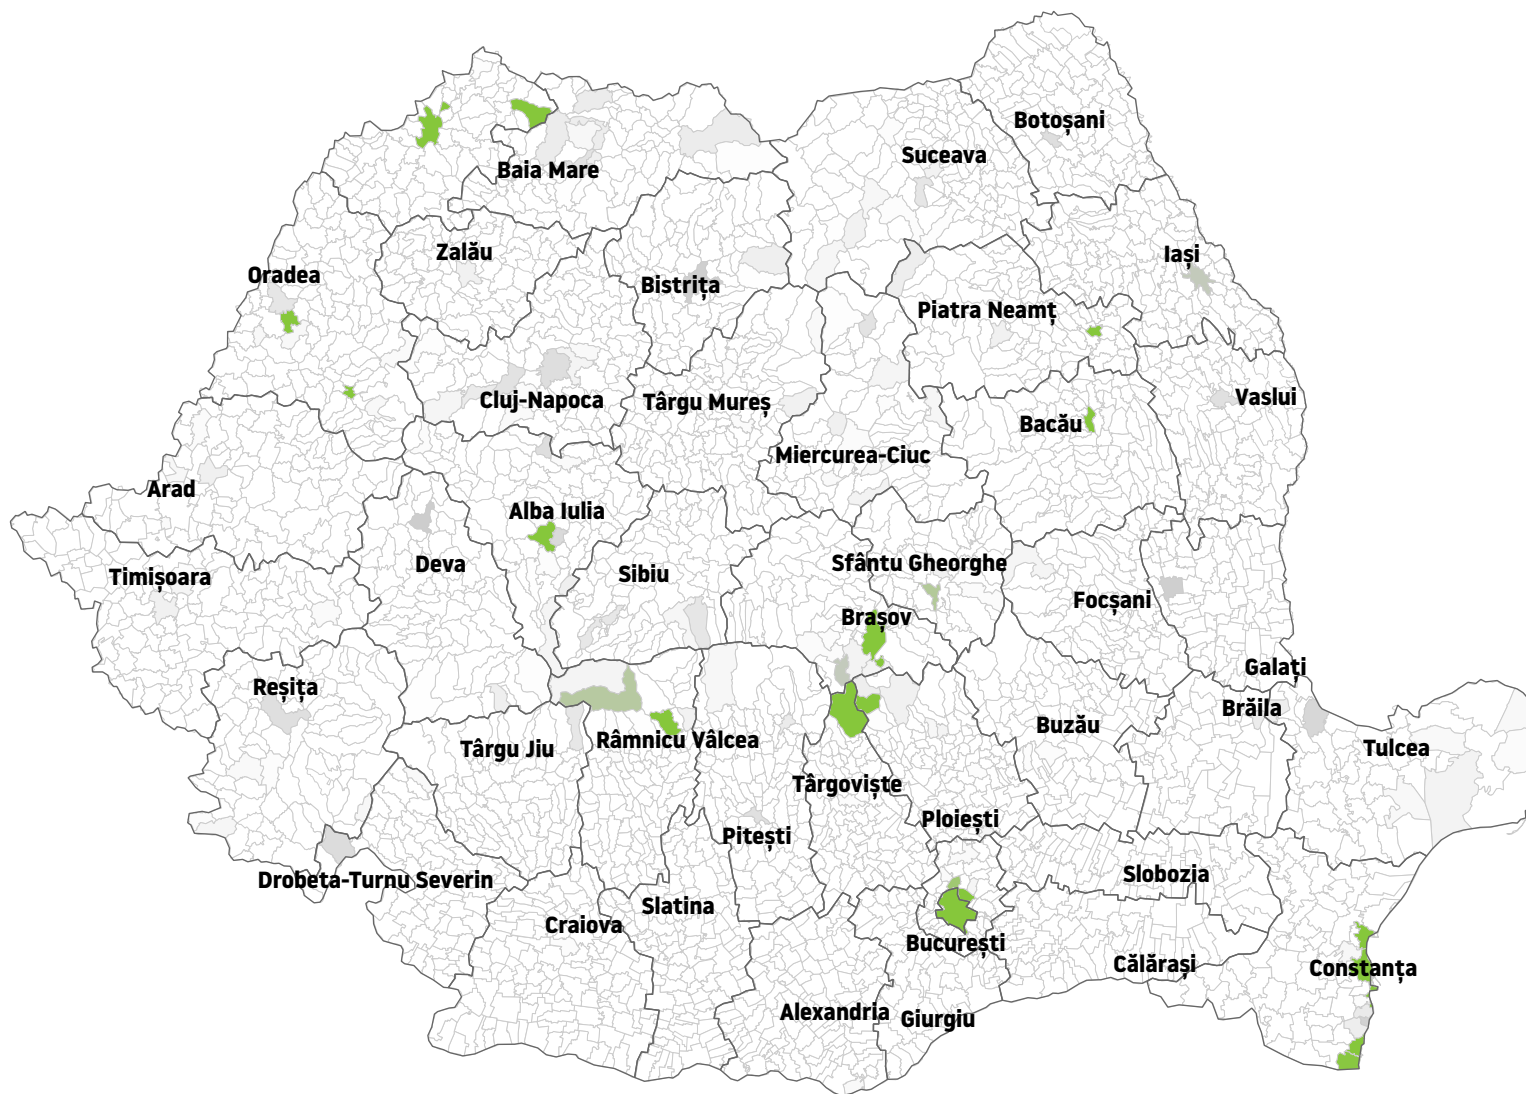 Botoșani
Suceava
Baia Mare
Zalău
Iași
Oradea
Bistrița
Piatra Neamț
Cluj-Napoca
Târgu Mureș
Vaslui
Bacău
Miercurea-Ciuc
Arad
Alba Iulia
Deva
Sfântu Gheorghe
Timișoara
Sibiu
Focșani
Brașov
Galați
Reșița
Brăila
Buzău
Râmnicu Vâlcea
Târgu Jiu
Tulcea
Târgoviște
Ploiești
Pitești
Drobeta-Turnu Severin
Slobozia
Slatina
Craiova
București
Călărași
Constanța
Alexandria
Giurgiu